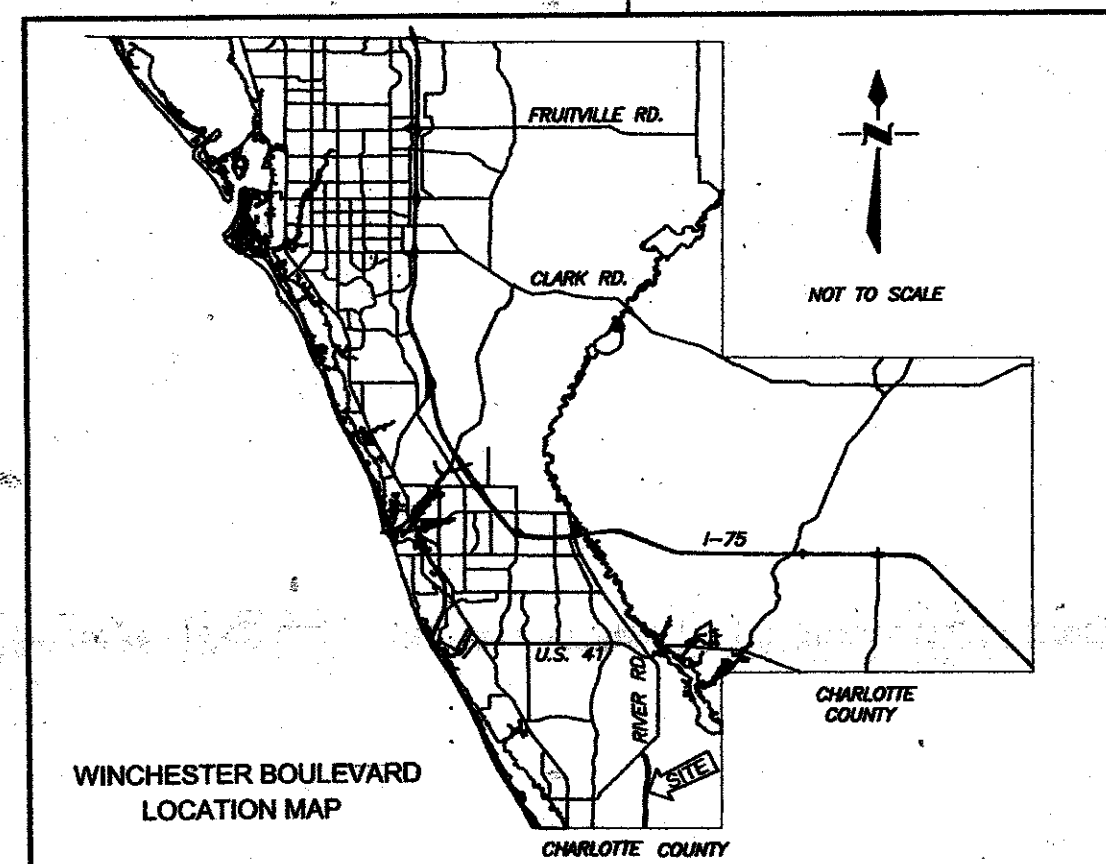 FRUITVILLE RD.
N
CLARK RD.
NOT TO SCALE
I-75
U.S. 41
RIVER RD.
CHARLOTTE
COUNTY
SITE
WINCHESTER BOULEVARD
LOCATION MAP
CHARLOTTE COUNTY